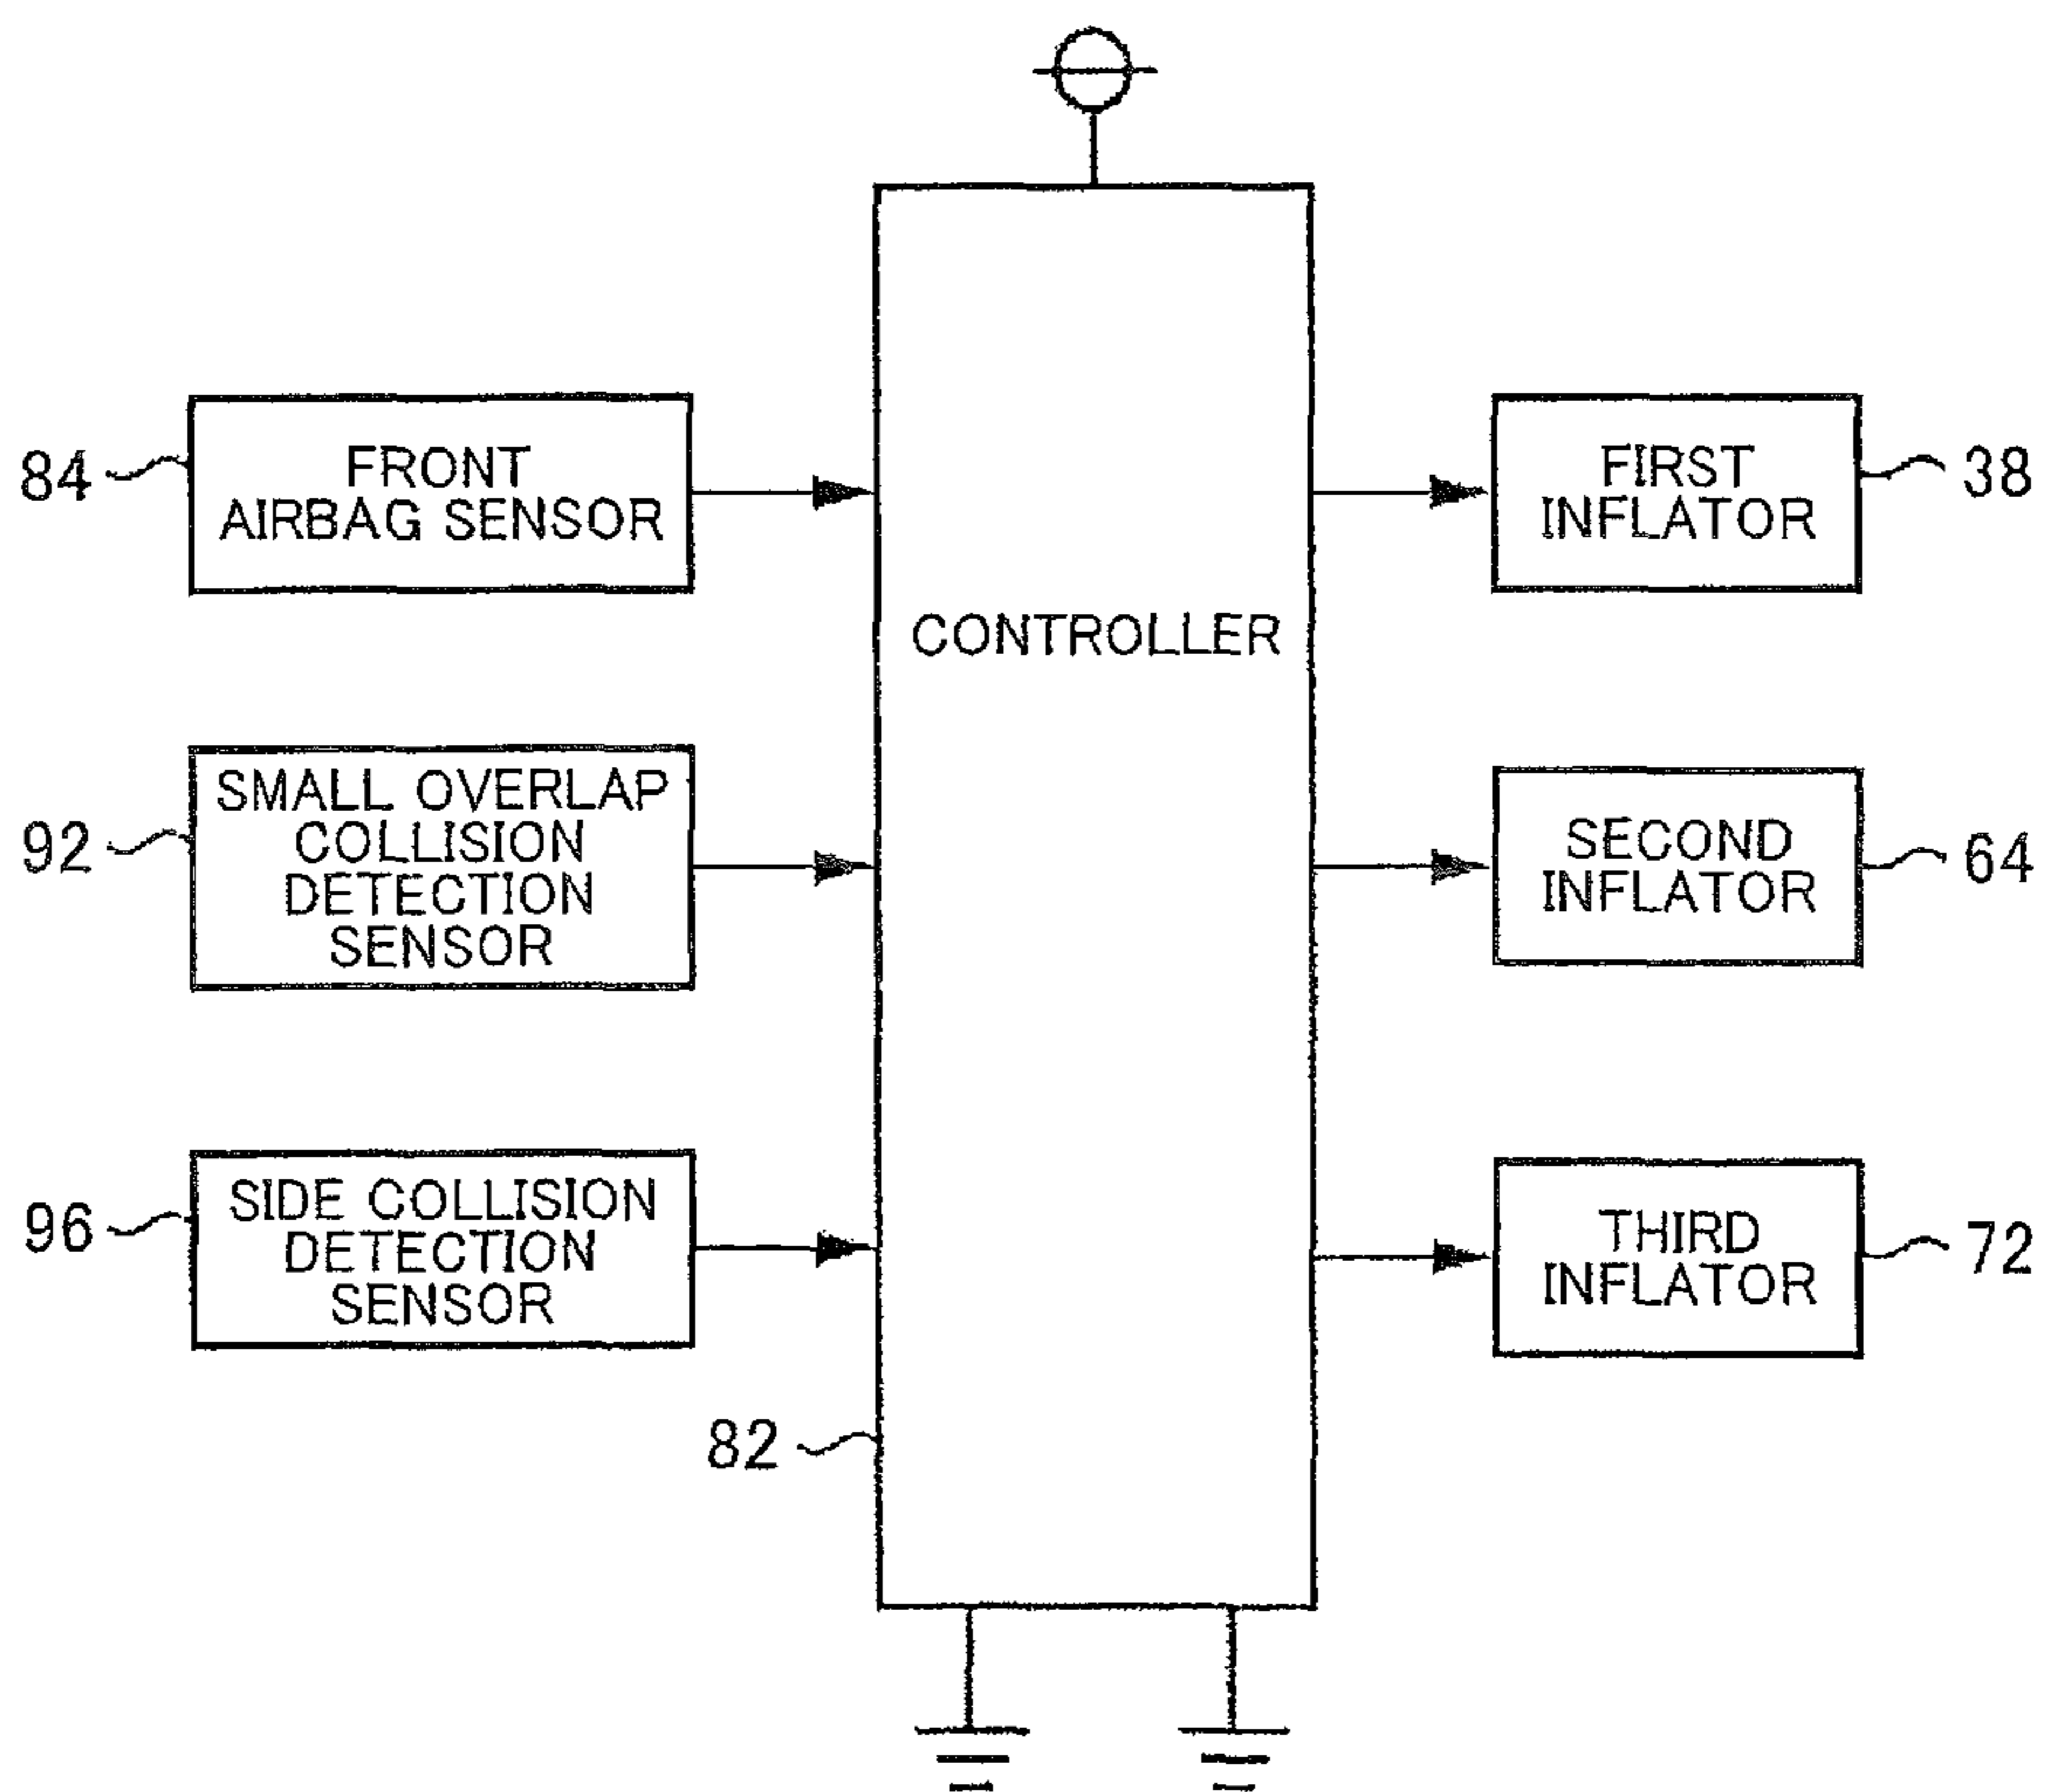 84
FRONT
AIRBAG SENSOR
92
SMALL OVERLAP
COLLISION
DETECTION
SENSOR
96
SIDE COLLISION
DETECTION
SENSOR
CONTROLLER
82
FIRST
INFLATOR
38
SECOND
INFLATOR
64
THIRD
INFLATOR
72